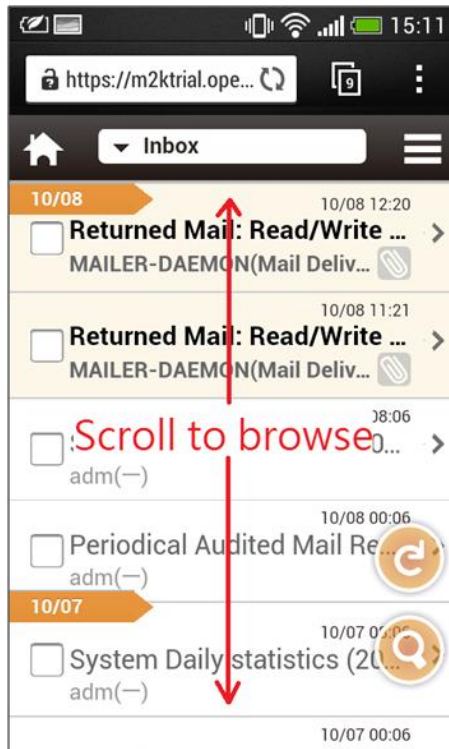 15:11
https://m2ktrial.ope...
9
Inbox
10/08
10/08 12:20
Returned Mail: Read/Write ...
MAILER-DAEMON(Mail Deliv...
10/08 11:21
Returned Mail: Read/Write ...
MAILER-DAEMON(Mail Deliv...
Scroll to browse
adm(—)
10/08 00:06
Periodical Audited Mail Re...
adm(—)
10/07
10/07
System Daily statistics (20...
adm(—)
10/07 00:06